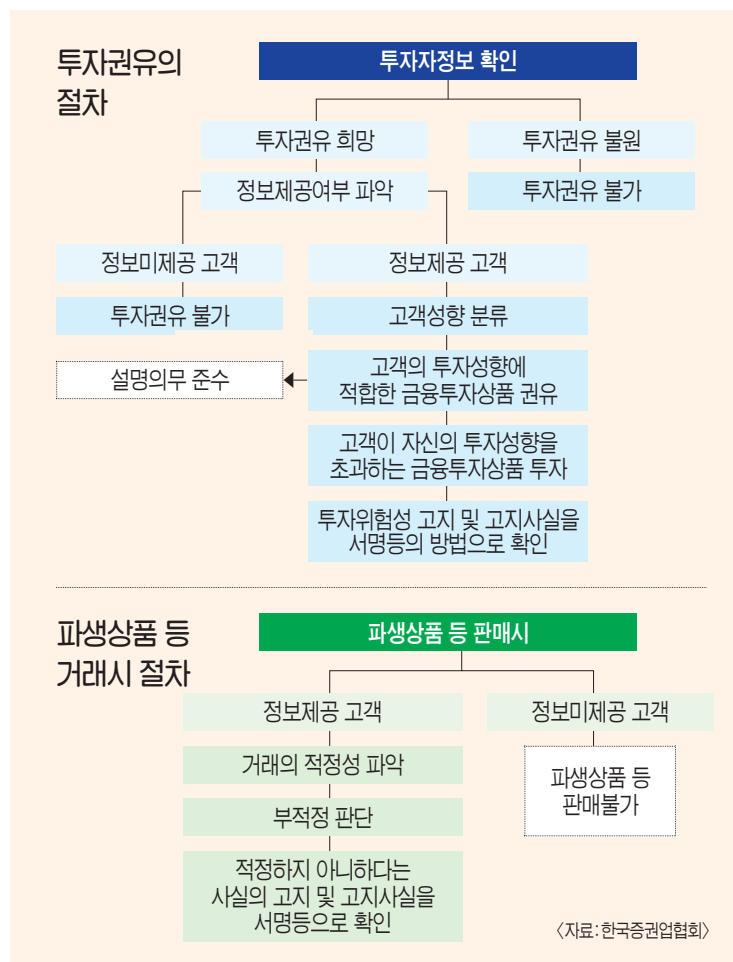 투자권유의
절차
투자자정보 확인
투자권유 희망
투자권유 불원
정보제공여부 파악
투자권유 불가
정보미제공 고객
정보제공 고객
투자권유 불가
고객성향 분류
설명의무 준수
고객의 투자성향에
적합한 금융투자상품 권유
고객이 자신의 투자성향을
초과하는 금융투자상품 투자
투자위험성 고지 및 고지사실을
서명등의 방법으로 확인
파생상품 등
거래시 절차
파생상품 등 판매시
정보제공 고객
정보미제공 고객
거래의 적정성 파악
파생상품 등
판매불가
부적정 판단
적정하지 아니하다는
사실의 고지 및 고지사실을
서명등으로 확인
〈자료:한국증권업협회〉